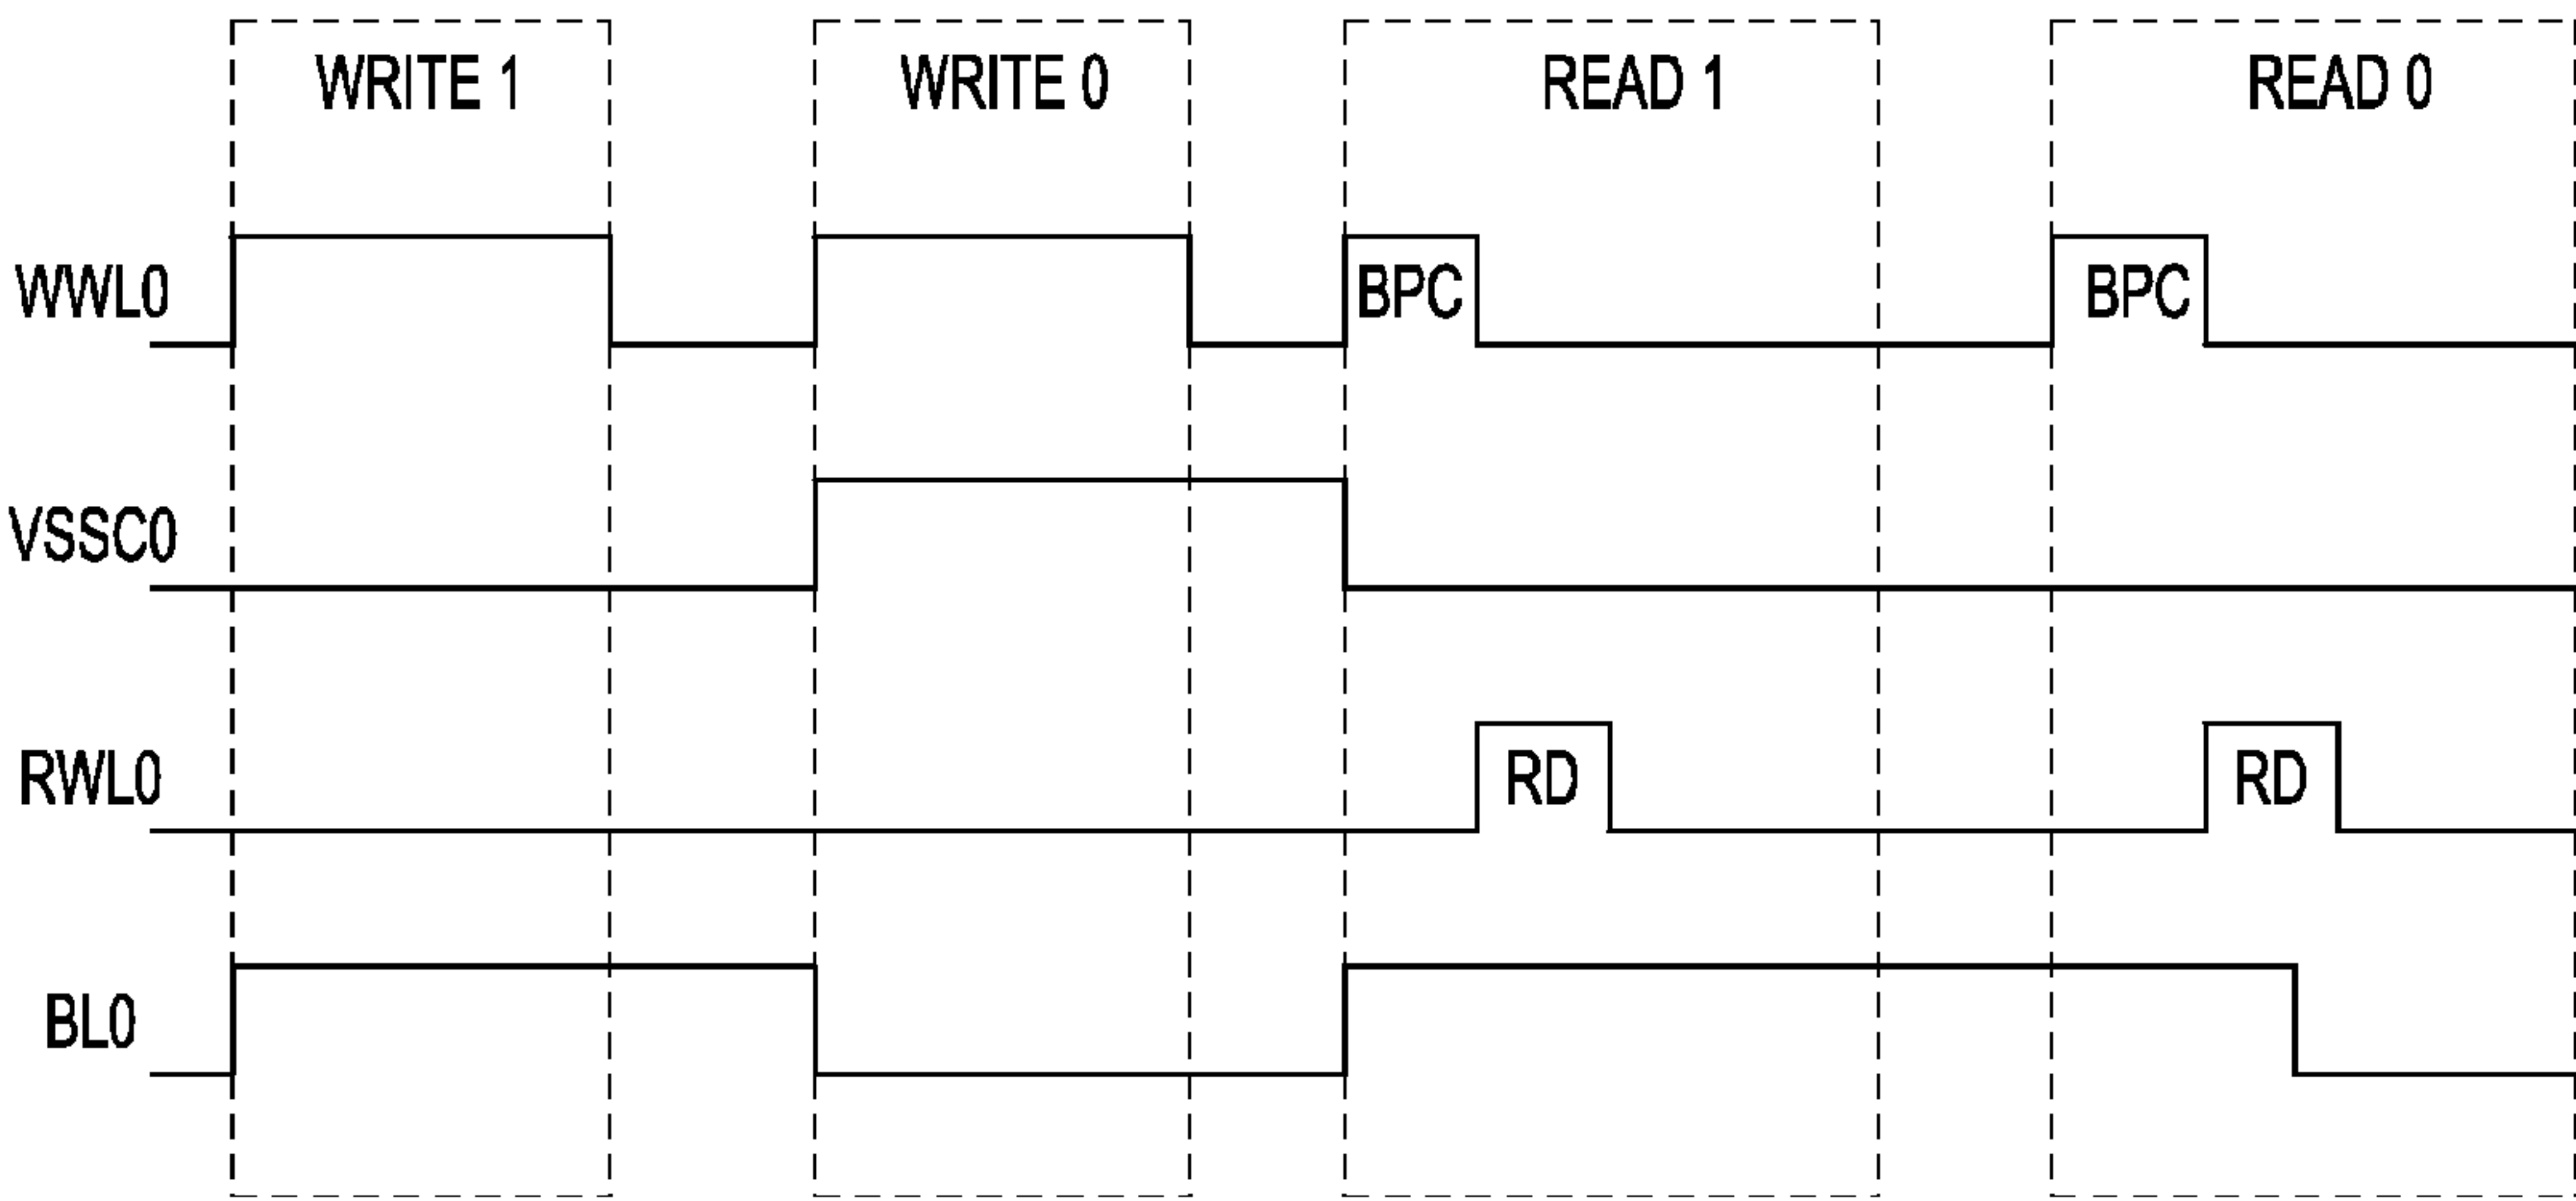 WRITE 1 WRITE 0 READ 1 READ 0
WWL0 BPC BPC
VSSC0
RWL0 RD RD
BL0